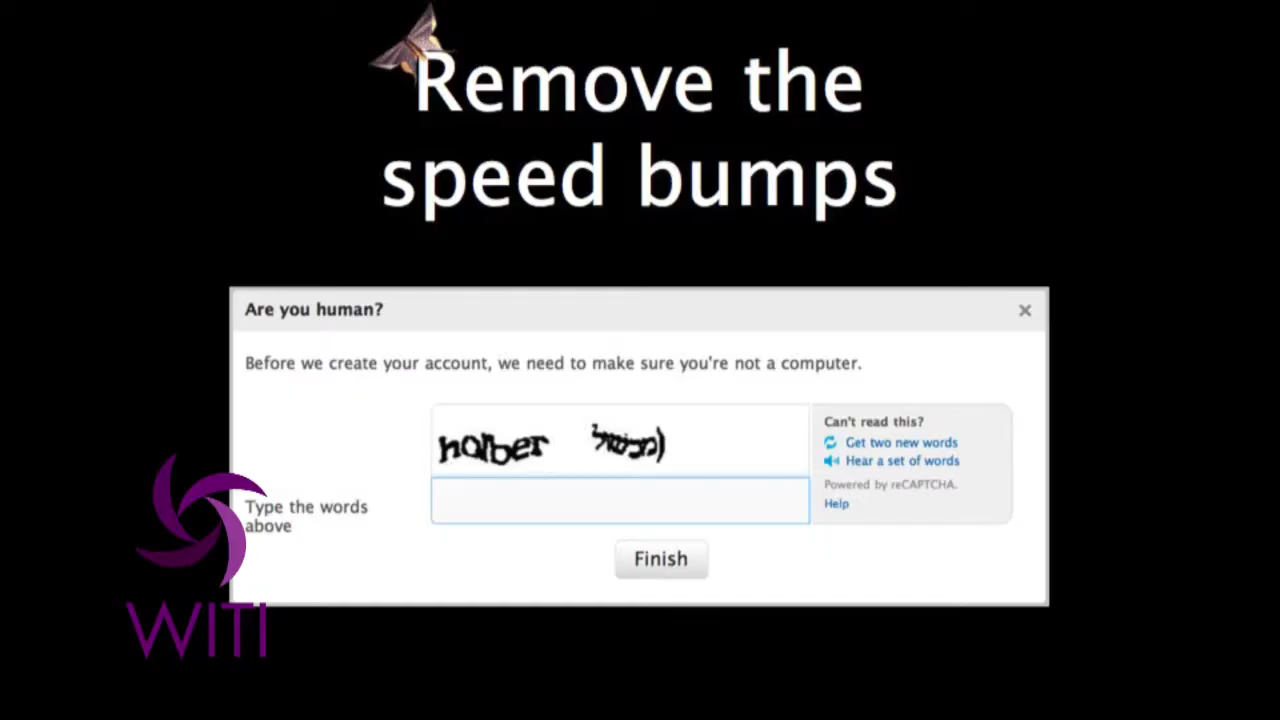 Remove the
speed bumps
Are you human?
Before we create your account, we need to make sure you're not a computer.
Can't read this?
Get two new words
Hear a set of words
Powered by reCAPTCHA.
Help
Type the words
above
Finish
WITI